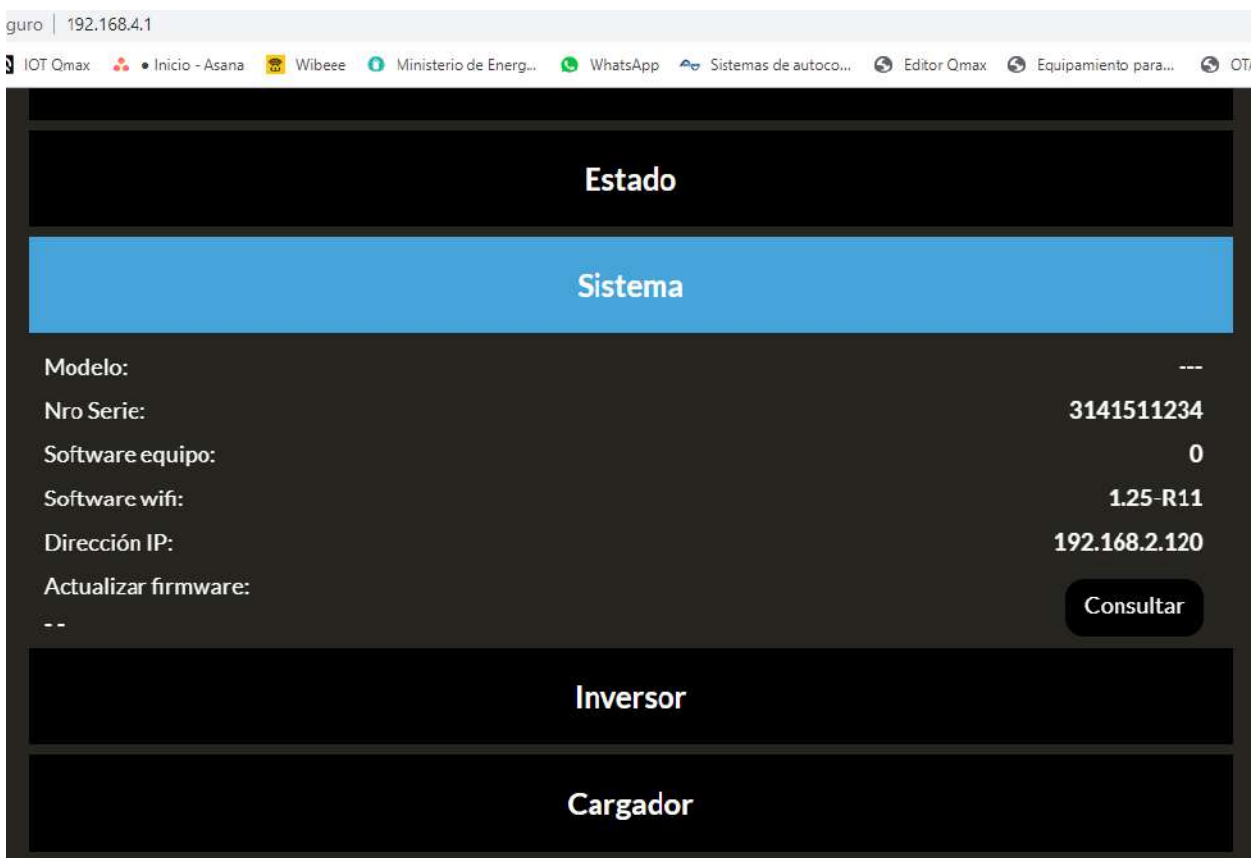 guro | 192.168.4.1
IOT Qmax • Inicio - Asana Wibeee Ministerio de Energ... WhatsApp Sistemas de autoco... Editor Qmax Equipamiento para... OT
Estado
Sistema
Modelo: ---
Nro Serie: 3141511234
Software equipo: 0
Software wifi: 1.25-R11
Dirección IP: 192.168.2.120
Actualizar firmware:
Consultar
- -
Inversor
Cargador